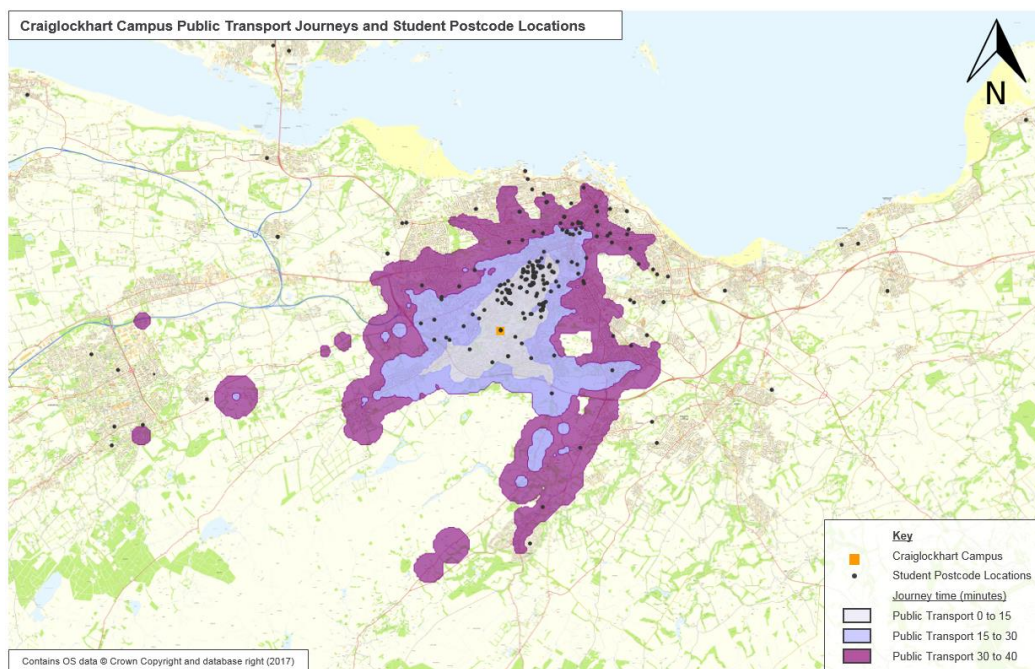 Craiglockhart Campus Public Transport Journeys and Student Postcode Locations
N
Key
Craiglockhart Campus
Student Postcode Locations
Journey time (minutes)
Public Transport 0 to 15
Public Transport 15 to 30
Public Transport 30 to 40
Contains OS data © Crown Copyright and database right (2017)